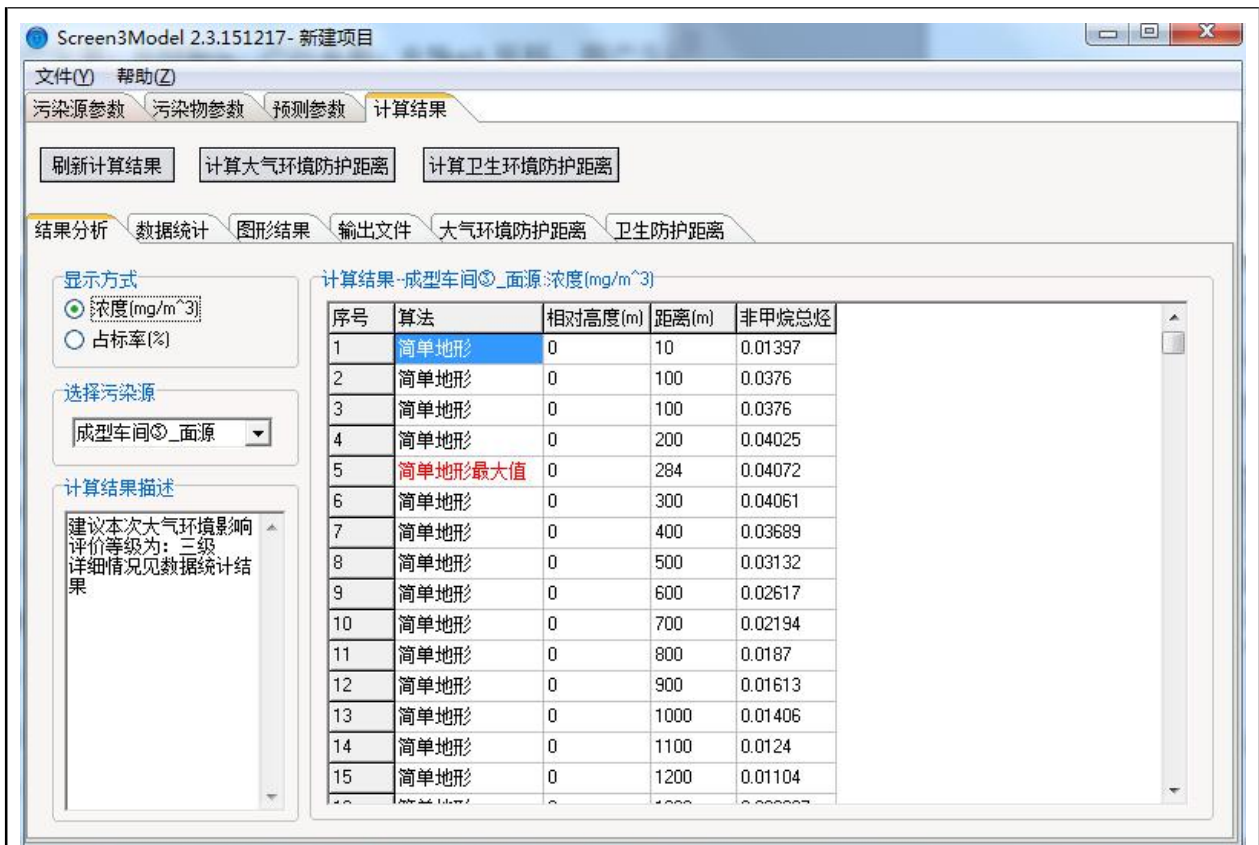 Screen3Model 2.3.151217- 新建项目
文件(Y) 帮助(Z)
污染源参数 污染物参数 预测参数 计算结果
刷新计算结果 计算大气环境防护距离 计算卫生环境防护距离
结果分析 数据统计 图形结果 输出文件 大气环境防护距离 卫生防护距离
显示方式
浓度(mg/m^3)
占标率(%)
选择污染源
成型车间③_面源
计算结果描述
建议本次大气环境影响
评价等级为：三级
详细情况见数据统计结
果
计算结果--成型车间③_面源:浓度(mg/m^3)
序号 算法 相对高度(m) 距离(m) 非甲烷总烃
1 简单地形 0 10 0.01397
2 简单地形 0 100 0.0376
3 简单地形 0 100 0.0376
4 简单地形 0 200 0.04025
5 简单地形最大值 0 284 0.04072
6 简单地形 0 300 0.04061
7 简单地形 0 400 0.03689
8 简单地形 0 500 0.03132
9 简单地形 0 600 0.02617
10 简单地形 0 700 0.02194
11 简单地形 0 800 0.0187
12 简单地形 0 900 0.01613
13 简单地形 0 1000 0.01406
14 简单地形 0 1100 0.0124
15 简单地形 0 1200 0.01104